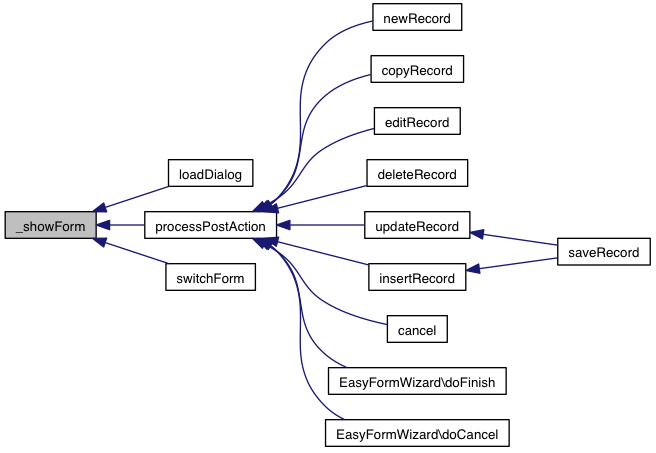 newRecord
copyRecord
editRecord
loadDialog
deleteRecord
_showForm
processPostAction
updateRecord
saveRecord
switchForm
insertRecord
cancel
EasyFormWizard\doFinish
EasyFormWizard\doCancel